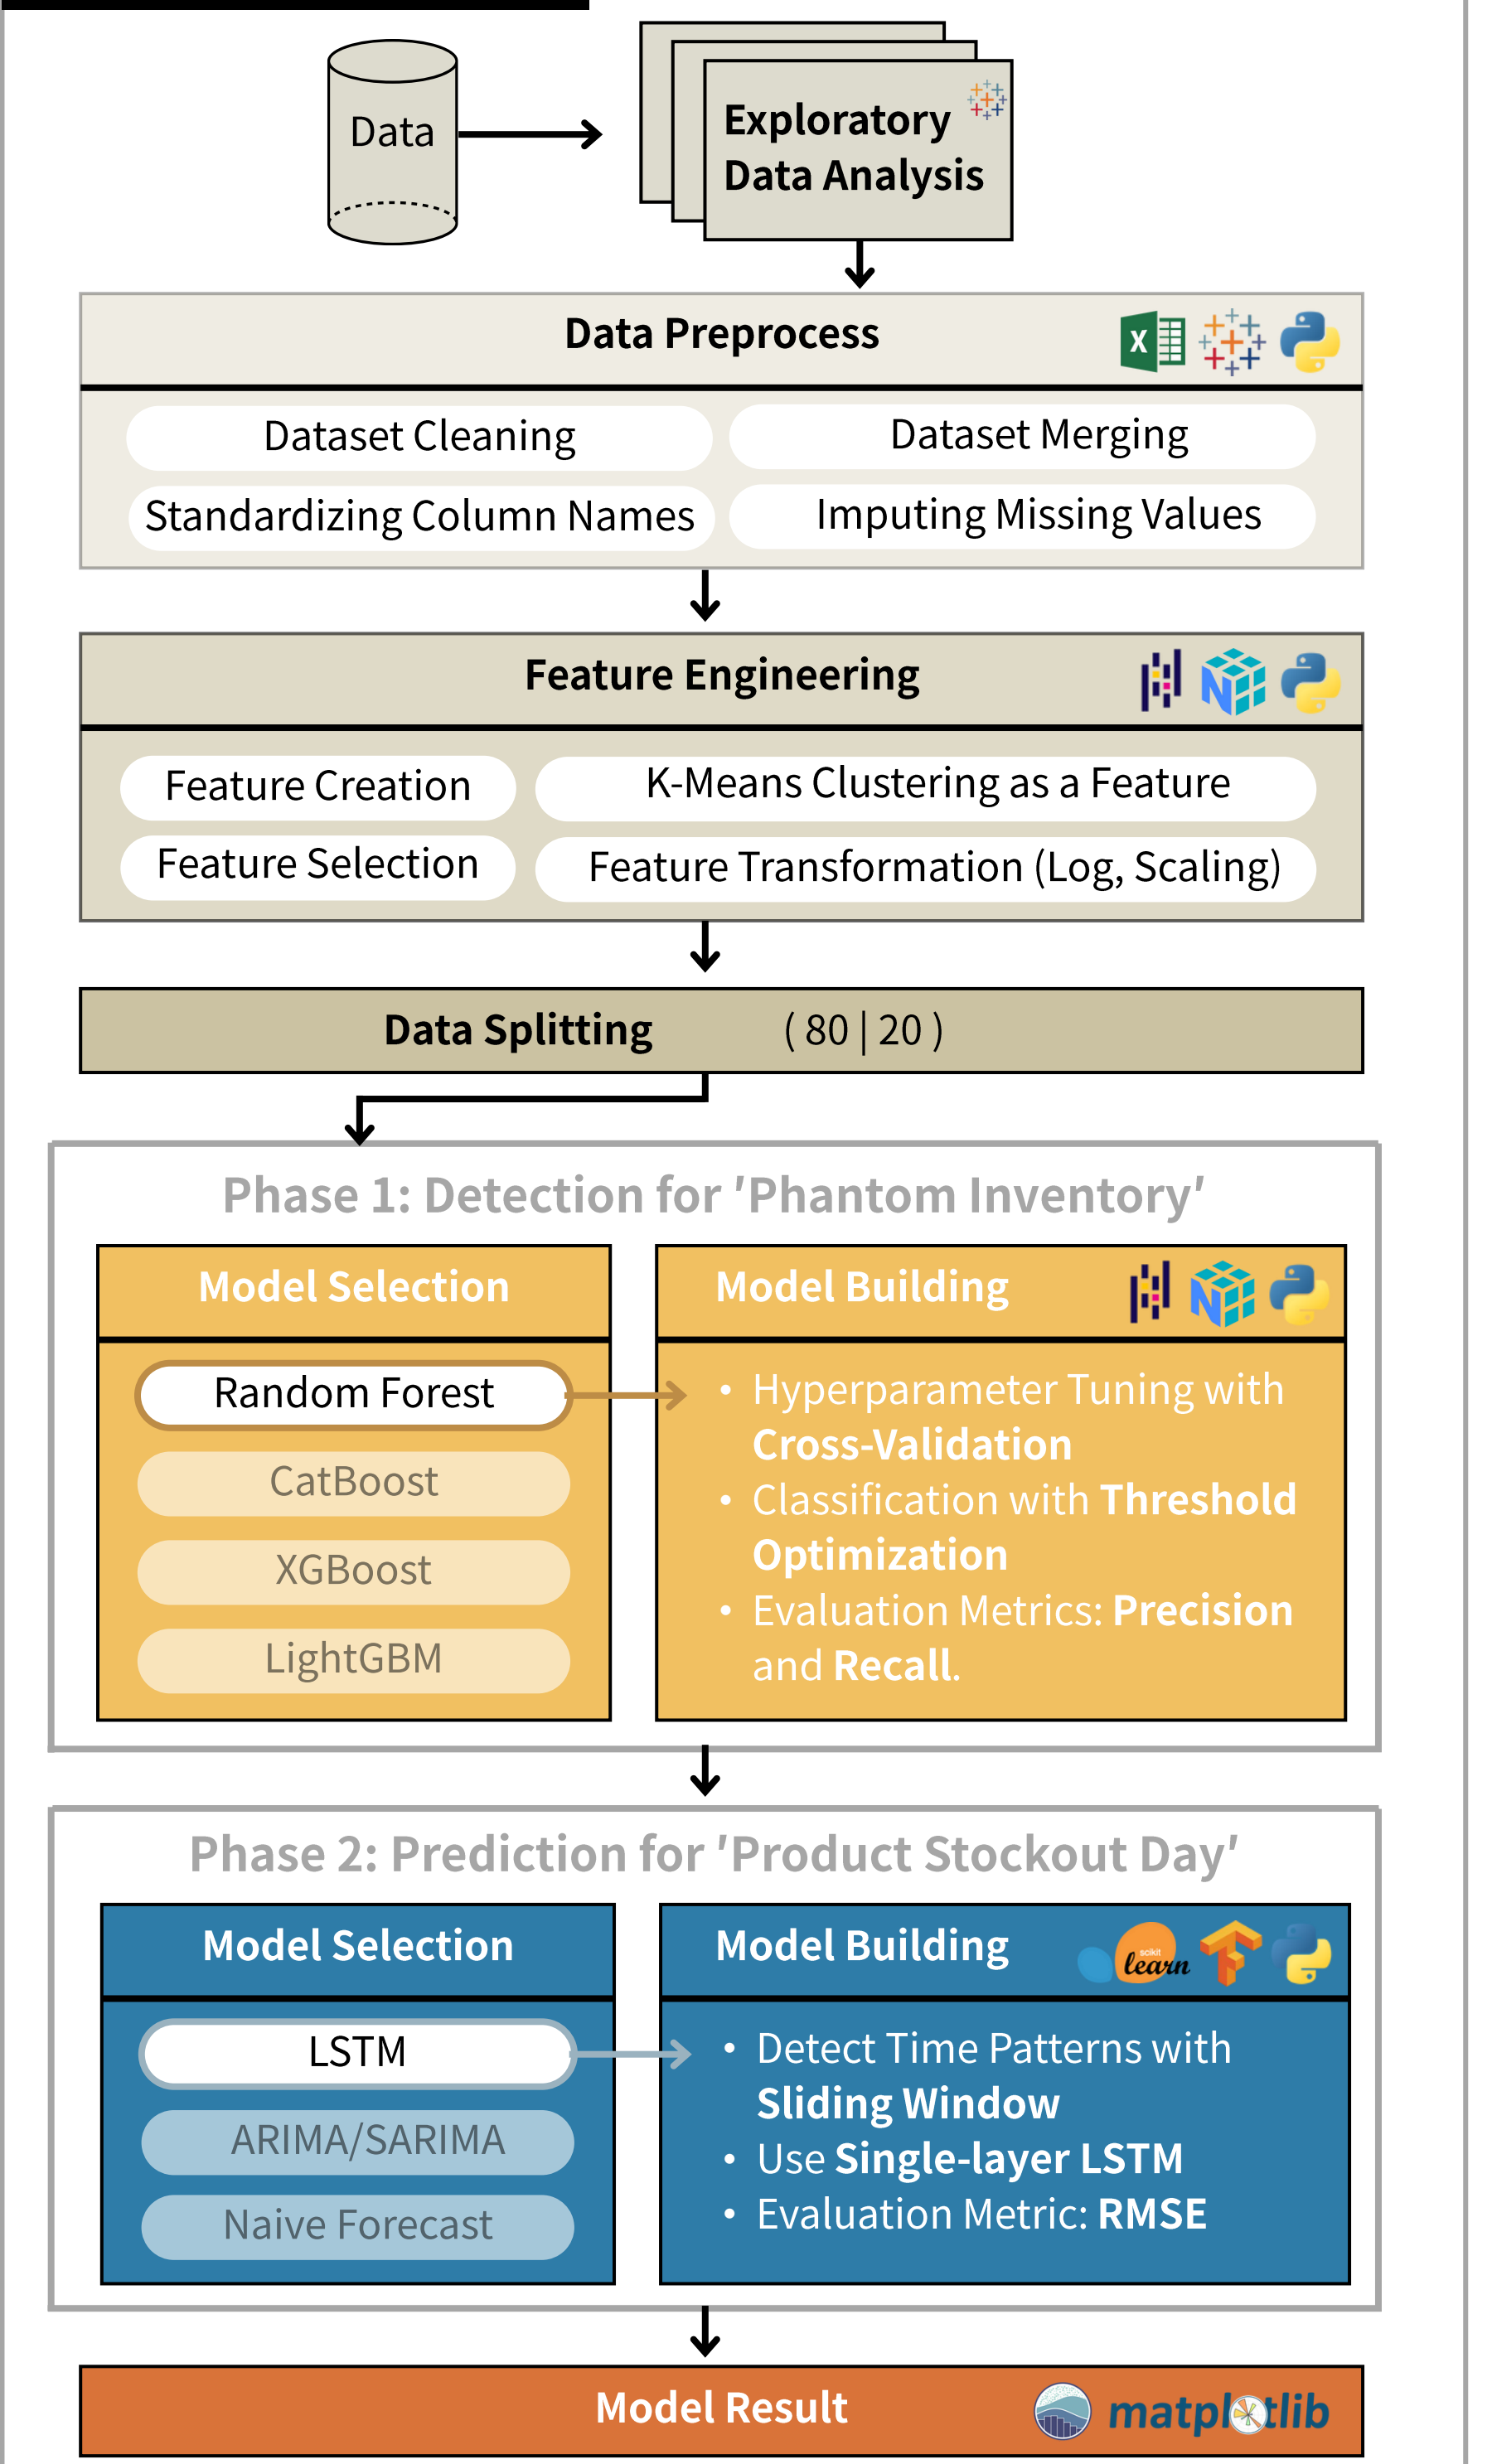 Data
Exploratory
Data Analysis
Data Preprocess
X
Dataset Cleaning
Dataset Merging
Standardizing Column Names
Imputing Missing Values
Feature Engineering
N
Feature Creation
K-Means Clustering as a Feature
Feature Selection
Feature Transformation (Log, Scaling)
Data Splitting ( 80 | 20 )
Phase 1: Detection for 'Phantom Inventory'
Model Selection
Random Forest
CatBoost
XGBoost
LightGBM
Model Building
N
• Hyperparameter Tuning with
Cross-Validation
• Classification with Threshold
Optimization
• Evaluation Metrics: Precision
and Recall.
Phase 2: Prediction for 'Product Stockout Day'
Model Selection
LSTM
ARIMA/SARIMA
Naive Forecast
Model Building
scikit
learn
• Detect Time Patterns with
Sliding Window
• Use Single-layer LSTM
• Evaluation Metric: RMSE
Model Result
matplotlib